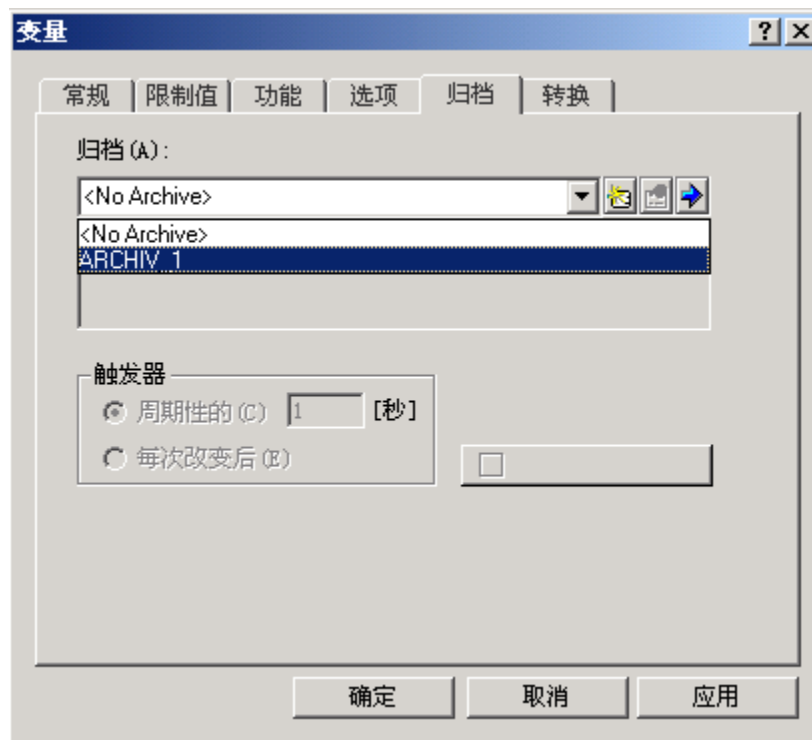 变量
常规 限制值 功能 选项 归档 转换
归档(A):
<No Archive>
<No Archive>
ARCHIV_1
触发器
周期性的(C) 1 [秒]
每次改变后(E)
确定 取消 应用